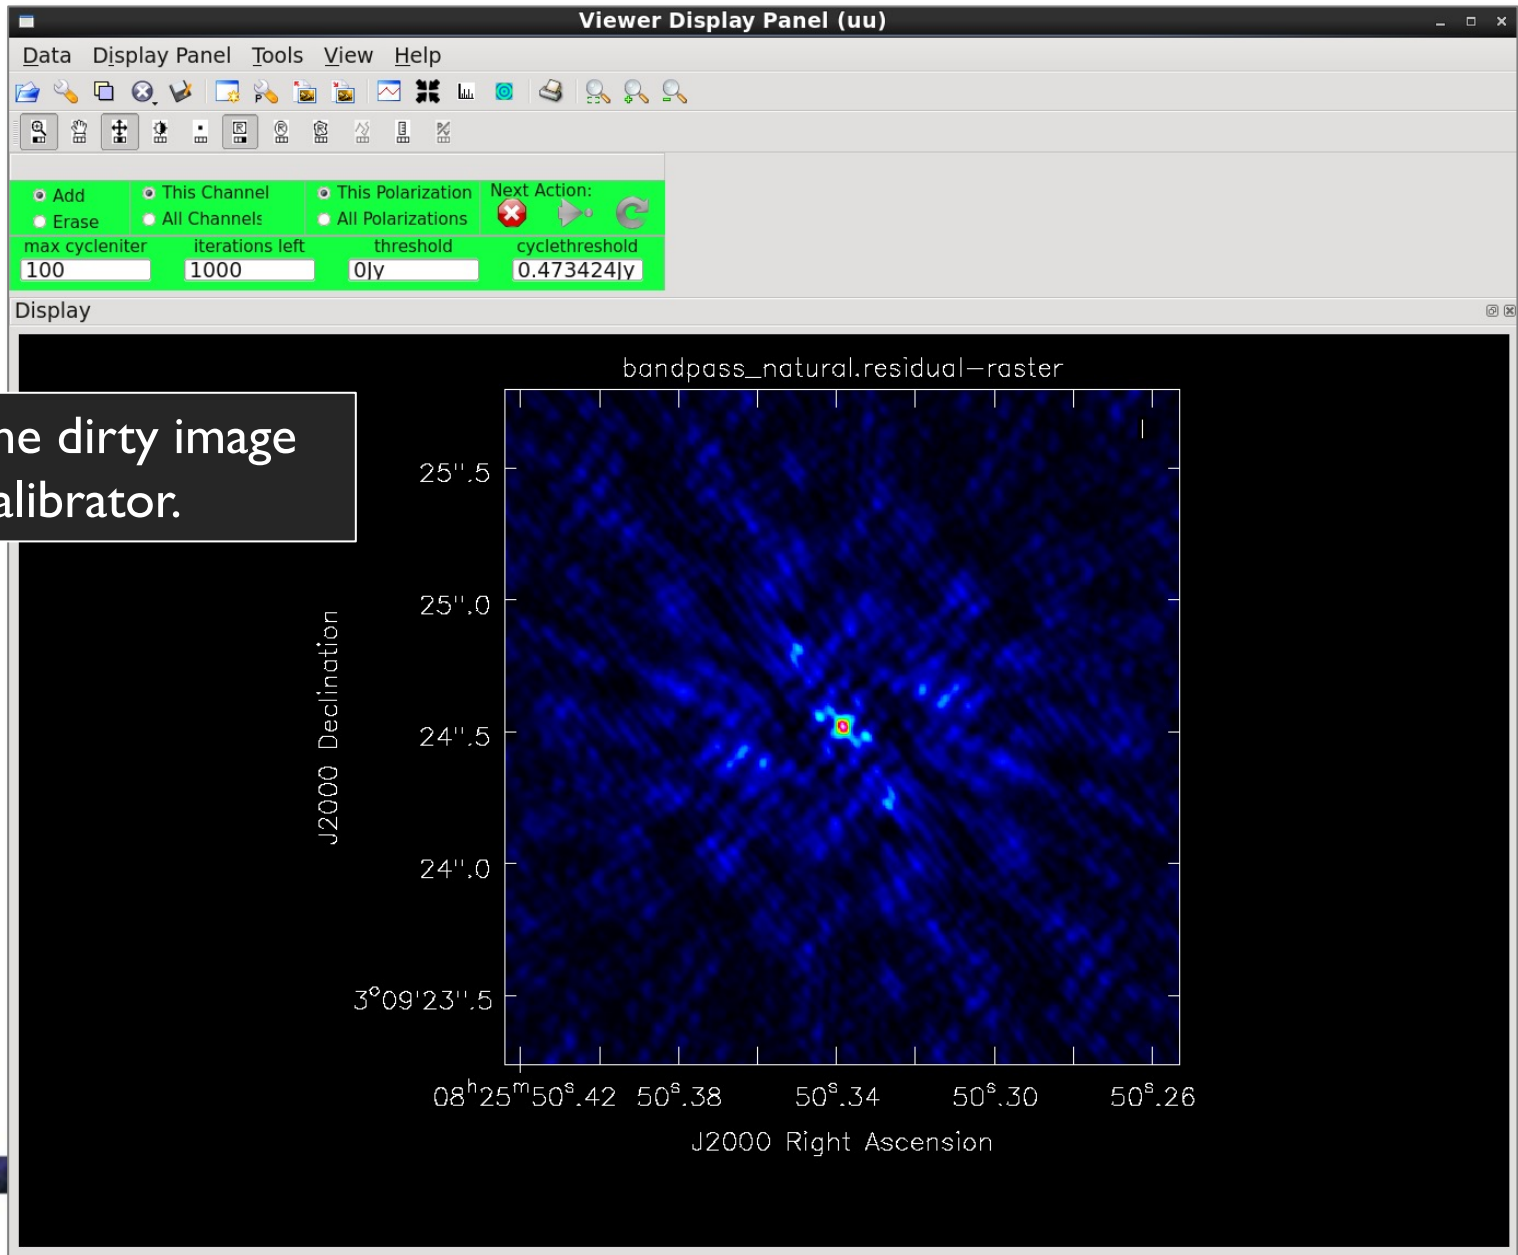 Viewer Display Panel (uu)
Data Display Panel Tools View Help
Add This Channel This Polarization Next Action:
Erase All Channels All Polarizations
max cycleniter iterations left threshold cyclethreshold
100 1000 0Jy 0.473424Jy
Display
bandpass_natural.residual-raster
dirty image
25".5
25".0
24".5
24".0
3°09'23".5
J2000 Declination
08h25m50s.42 50s.38 50s.34 50s.30 50s.26
J2000 Right Ascension